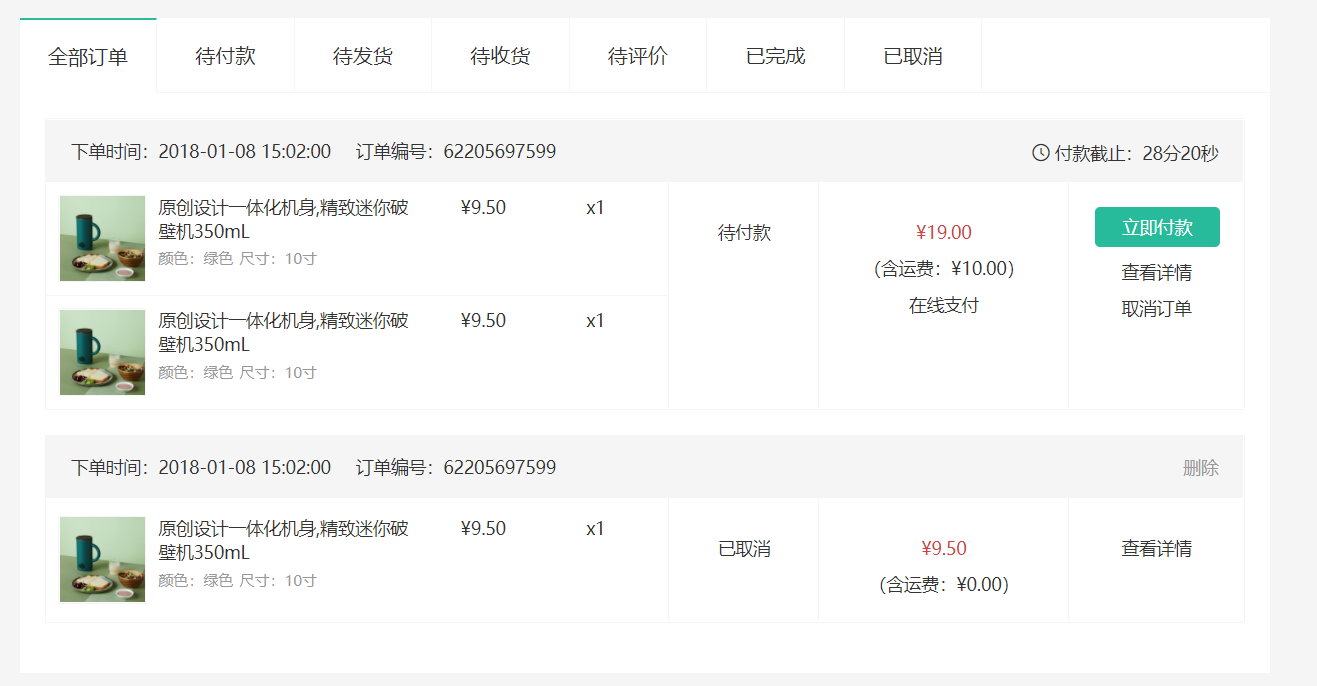 全部订单 待付款 待发货 待收货 待评价 已完成 已取消
下单时间：2018-01-08 15:02:00 订单编号：62205697599 付款截止：28分20秒
原创设计一体化机身,精致迷你破 ¥9.50 x1
壁机350mL
颜色：绿色 尺寸：10寸
待付款
¥19.00
（含运费：¥10.00）
在线支付
立即付款
查看详情
取消订单
原创设计一体化机身,精致迷你破 ¥9.50 x1
壁机350mL
颜色：绿色 尺寸：10寸
下单时间：2018-01-08 15:02:00 订单编号：62205697599 删除
原创设计一体化机身,精致迷你破 ¥9.50 x1
壁机350mL
颜色：绿色 尺寸：10寸
已取消
¥9.50
（含运费：¥0.00）
查看详情